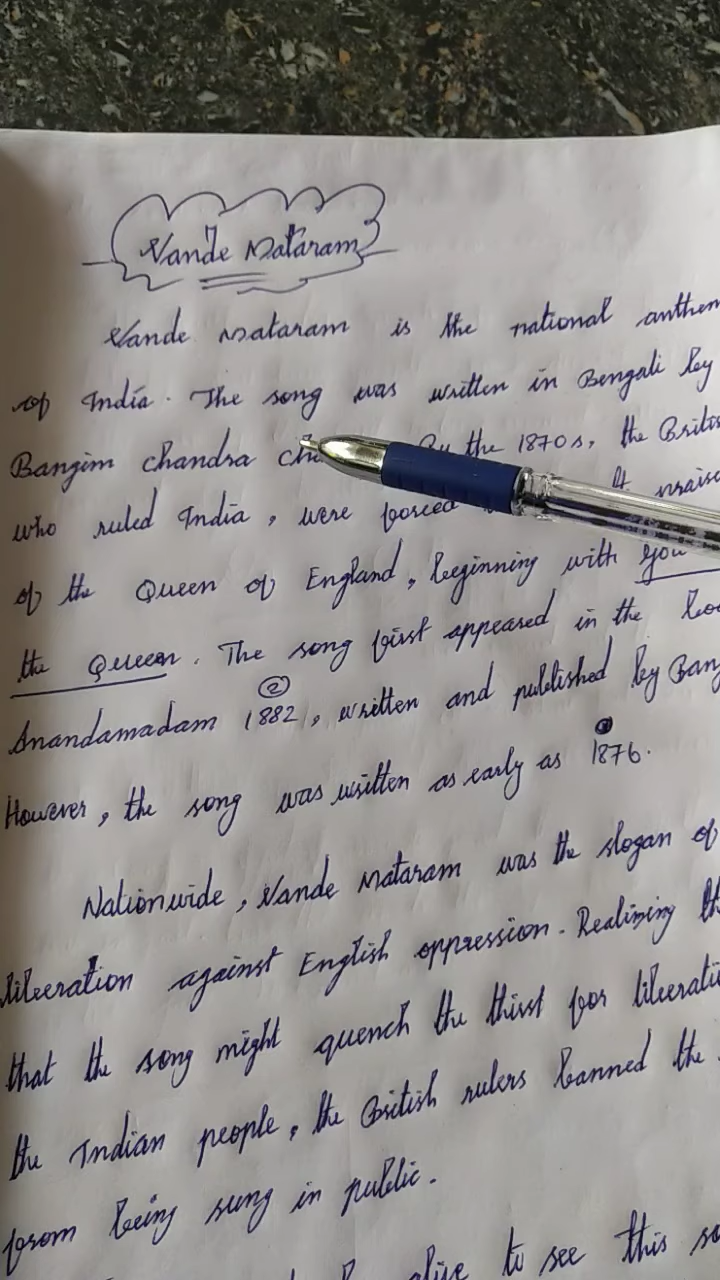 Vande Mataram
Vande Mataram is the national anthem
of India. The song was written in Bengali by
Bangim chandra By the 1870s, the British
who ruled India, were forced
of the Queen of England, beginning with
the Queen. The song first appeared in the
②
Anandamadam 1882, written and published by
However, the song was written as early as 1876.
Nationwide, Vande Mataram was the slogan of
liberation against English oppression. Realizing
that the song might quench the thirst for
the Indian people, the British rulers banned the
from being sung in public.
alive to see this